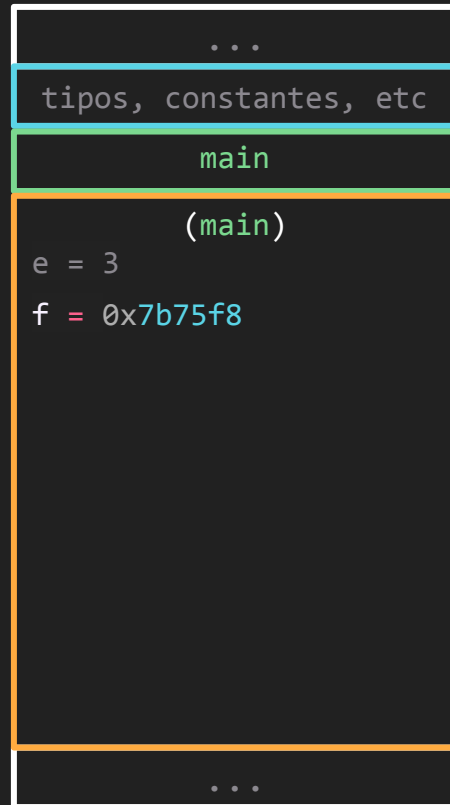 ...
tipos, constantes, etc
main
(main)
e = 3
f = 0x7b75f8
...